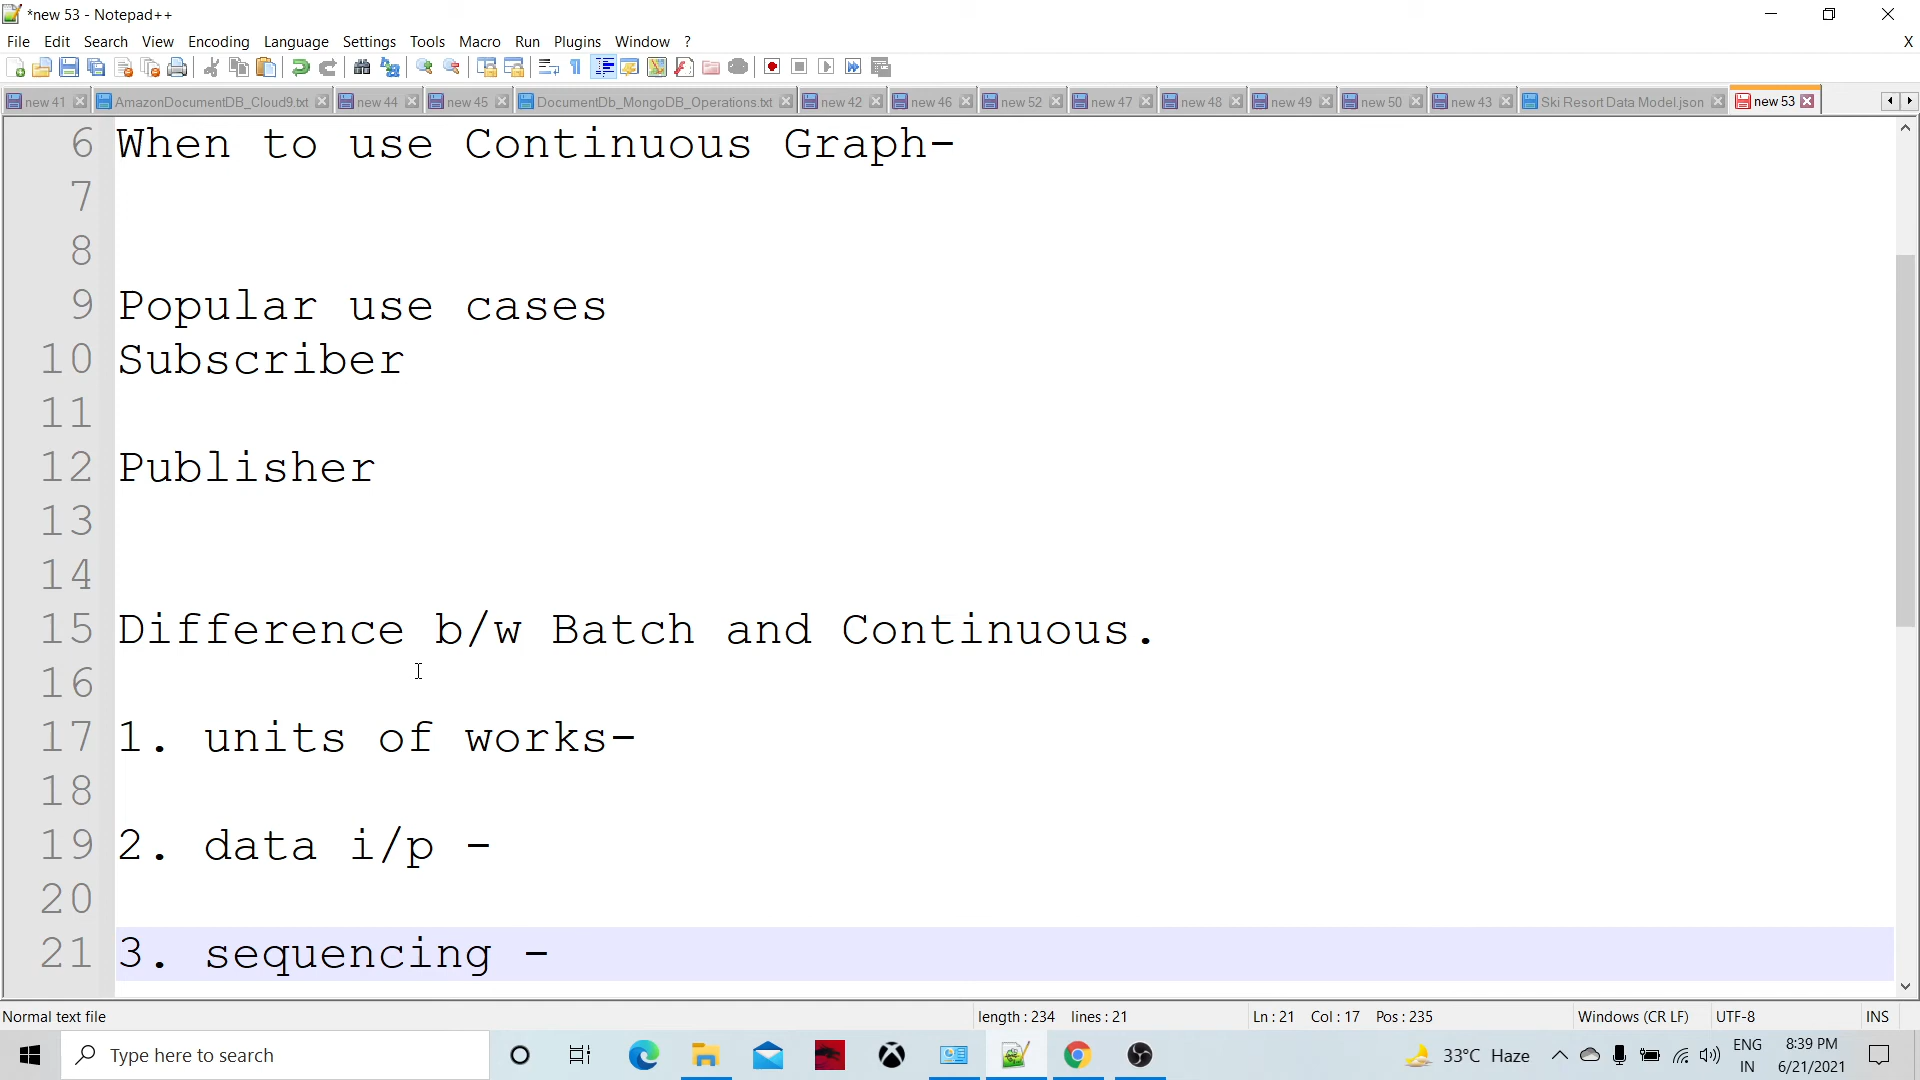 *new 53 - Notepad++
File Edit Search View Encoding Language Settings Tools Macro Run Plugins Window ? X
new 41 AmazonDocumentDB_Cloud9.txt new 44 new 45 DocumentDb_MongoDB_Operations.txt new 42 new 46 new 52 new 47 new 48 new 49 new 50 new 43 Ski Resort Data Model.json new 53
6 When to use Continuous Graph-
7
8
9 Popular use cases
10 Subscriber
11
12 Publisher
13
14
15 Difference b/w Batch and Continuous.
16
17 1. units of works-
18
19 2. data i/p -
20
21 3. sequencing -
Normal text file length : 234 lines : 21 Ln : 21 Col : 17 Pos : 235 Windows (CR LF) UTF-8 INS
Type here to search 33°C Haze ENG IN 8:39 PM 6/21/2021